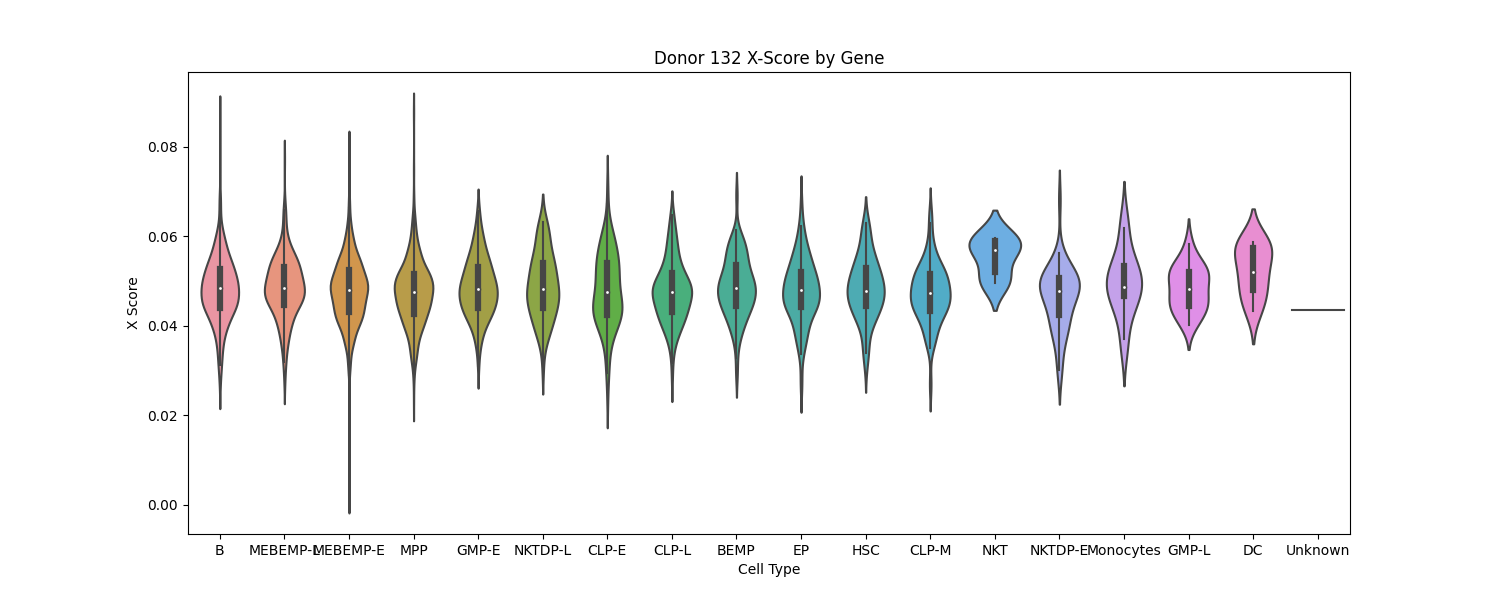 Donor 132 X-Score by Gene
X Score
0.08
0.06
0.04
0.02
0.00
B MEBEMP-L MEBEMP-E MPP GMP-E NKTDP-L CLP-E CLP-L BEMP EP HSC CLP-M NKT NKTDP-E Monocytes GMP-L DC Unknown
Cell Type